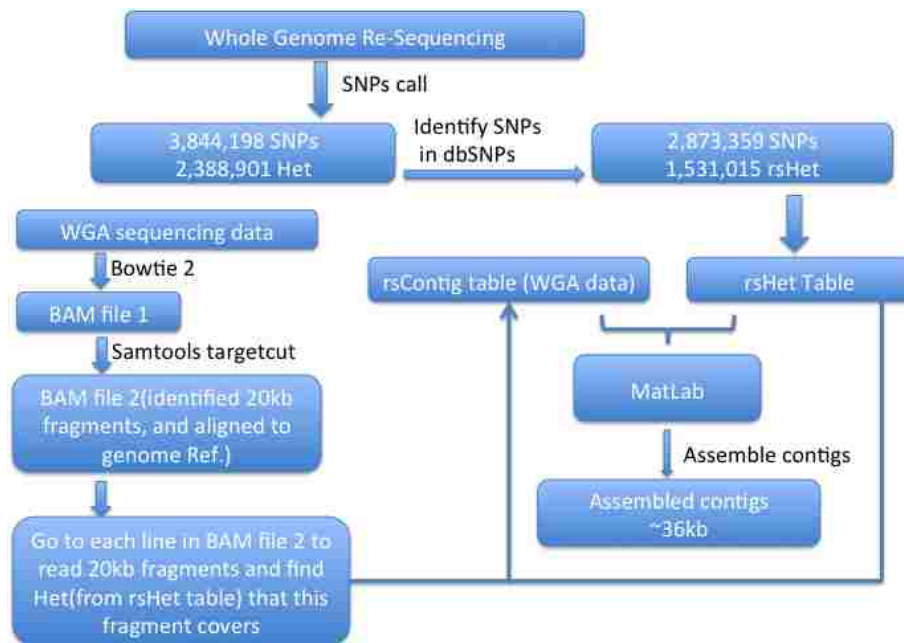 Whole Genome Re-Sequencing
SNPs call
3,844,198 SNPs
2,388,901 Het
Identify SNPs
in dbSNPs
2,873,359 SNPs
1,531,015 rsHet
WGA sequencing data
Bowtie 2
BAM file 1
Samtools targetcut
BAM file 2(identified 20kb
fragments, and aligned to
genome Ref.)
Go to each line in BAM file 2 to
read 20kb fragments and find
Het(from rsHet table) that this
fragment covers
rsContig table (WGA data)
rsHet Table
MatLab
Assemble contigs
Assembled contigs
~36kb